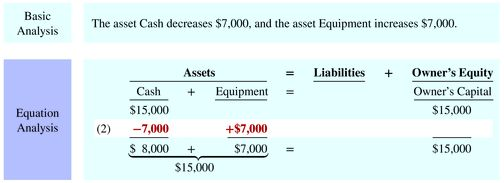 Basic
Analysis
The asset Cash decreases $7,000, and the asset Equipment increases $7,000.
Equation
Analysis
Assets = Liabilities + Owner's Equity
Cash + Equipment = Owner's Capital
$15,000 $15,000
(2) –7,000 +$7,000
$ 8,000 + $7,000 = $15,000
$15,000